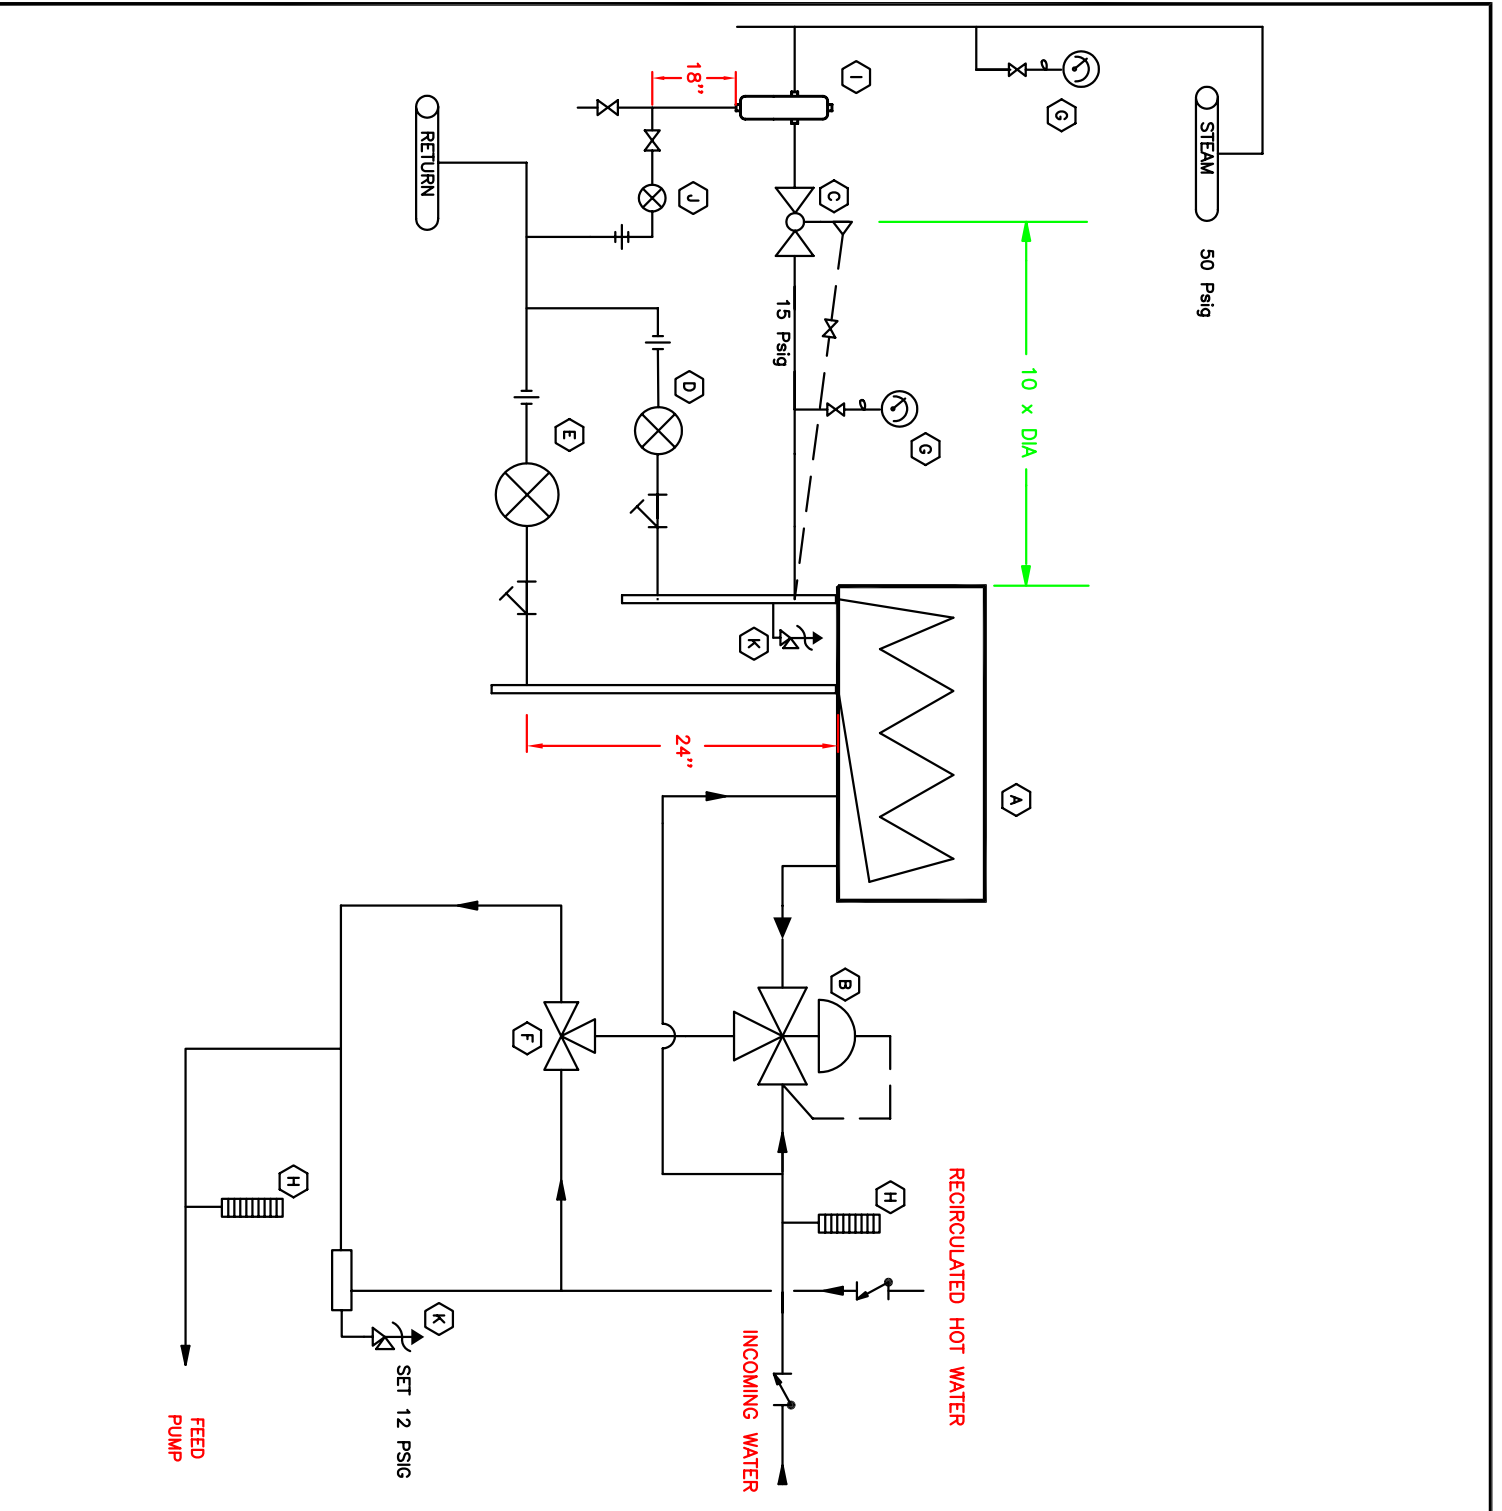 STEAM
50 Psig
G
I
18"
C
J
RETURN
10 x DIA
15 Psig
G
D
E
K
24"
A
B
F
RECIRCULATED HOT WATER
H
H
INCOMING WATER
K
SET 12 PSIG
FEED
PUMP